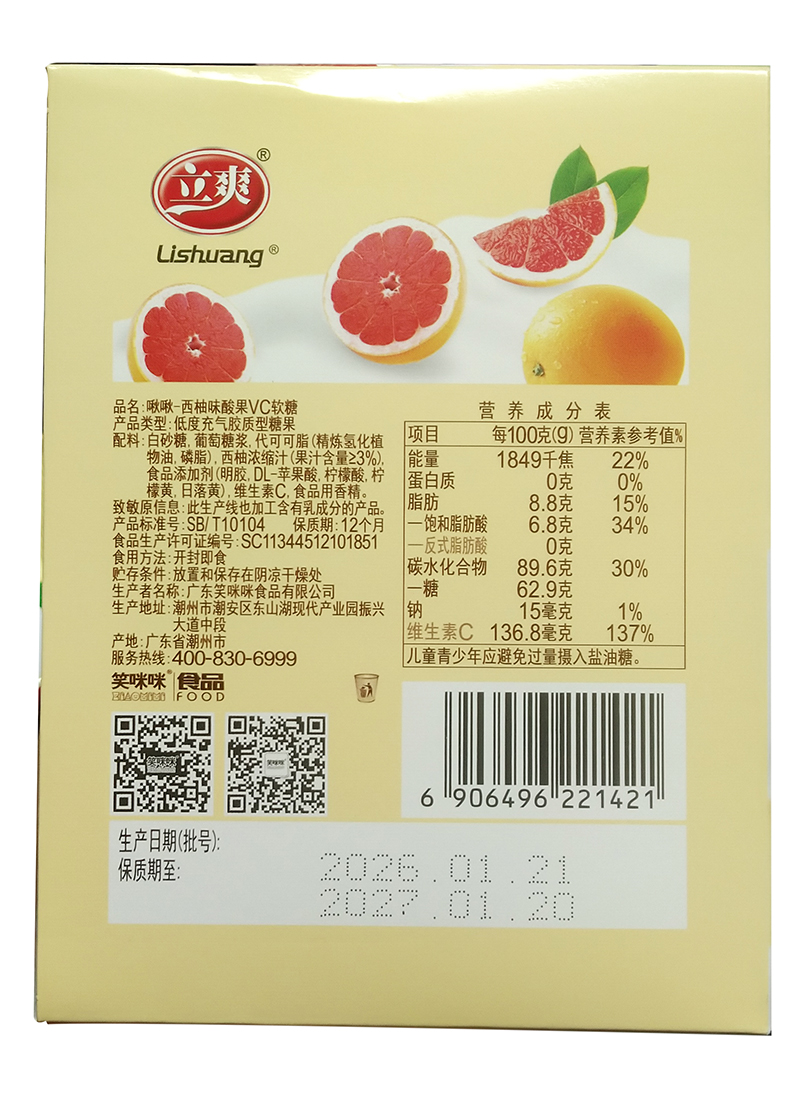 立爽®
Lishuang®
品名:啾啾-西柚味酸果VC软糖
产品类型:低度充气胶质型糖果
配料:白砂糖,葡萄糖浆,代可可脂(精炼氢化植
物油,磷脂),西柚浓缩汁(果汁含量≥3%),
食品添加剂(明胶,DL-苹果酸,柠檬酸,柠
檬黄,日落黄),维生素C,食品用香精。
致敏原信息:此生产线也加工含有乳成分的产品。
产品标准号:SB/T10104 保质期:12个月
食品生产许可证编号:SC11344512101851
食用方法:开封即食
贮存条件:放置和保存在阴凉干燥处
生产者名称:广东笑咪咪食品有限公司
生产地址:潮州市潮安区东山湖现代产业园振兴
大道中段
产地:广东省潮州市
服务热线:400-830-6999
笑咪咪® 食品
XIAOMIMI FOOD
营养成分表
项目 每100克(g) 营养素参考值%
能量 1849千焦 22%
蛋白质 0克 0%
脂肪 8.8克 15%
—饱和脂肪酸 6.8克 34%
—反式脂肪酸 0克
碳水化合物 89.6克 30%
—糖 62.9克
钠 15毫克 1%
维生素C 136.8毫克 137%
儿童青少年应避免过量摄入盐油糖。
笑咪咪
笑咪咪
6 906496 221421
生产日期(批号):
保质期至:
2026.01.21
2027.01.20